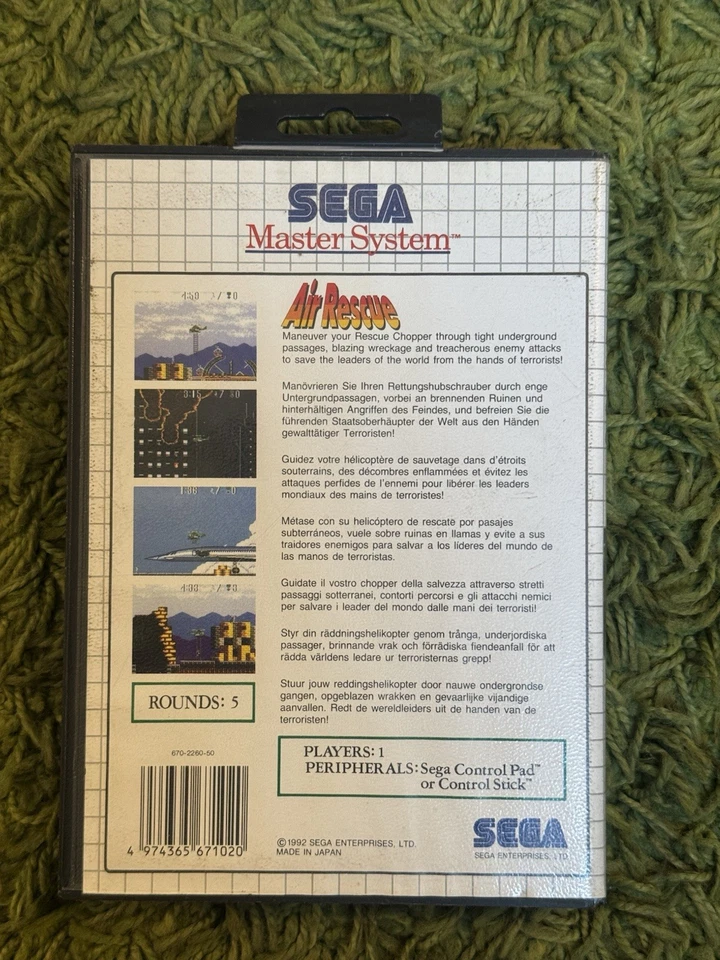 SEGA
Master System™
Air Rescue
Maneuver your Rescue Chopper through tight underground
passages, blazing wreckage and treacherous enemy attacks
to save the leaders of the world from the hands of terrorists!
Manövrieren Sie Ihren Rettungshubschrauber durch enge
Untergrundpassagen, vorbei an brennenden Ruinen und
hinterhältigen Angriffen des Feindes, und befreien Sie die
führenden Staatsoberhäupter der Welt aus den Händen
gewalttätiger Terroristen!
Guidez votre hélicoptère de sauvetage dans d'étroits
souterrains, des décombres enflammées et évitez les
attaques perfides de l'ennemi pour libérer les leaders
mondiaux des mains de terroristes!
Métase con su helicóptero de rescate por pasajes
subterráneos, vuele sobre ruinas en llamas y evite a sus
traidores enemigos para salvar a los líderes del mundo de
las manos de terroristas.
Guidate il vostro chopper della salvezza attraverso stretti
passaggi sotterranei, contorti percorsi e gli attacchi nemici
per salvare i leader del mondo dalle mani dei terroristi!
Styr din räddningshelikopter genom trånga, underjordiska
passager, brinnande vrak och förrädiska fiendeanfall för att
rädda världens ledare ur terroristernas grepp!
Stuur jouw reddingshelikopter door nauwe ondergrondse
gangen, opgeblazen wrakken en gevaarlijke vijandige
aanvallen. Redt de wereldleiders uit de handen van de
terroristen!
ROUNDS: 5
PLAYERS: 1
PERIPHERALS: Sega Control Pad™
or Control Stick™
670-2260-50
4 974365 671020
©1992 SEGA ENTERPRISES, LTD.
MADE IN JAPAN
SEGA
SEGA ENTERPRISES, LTD.